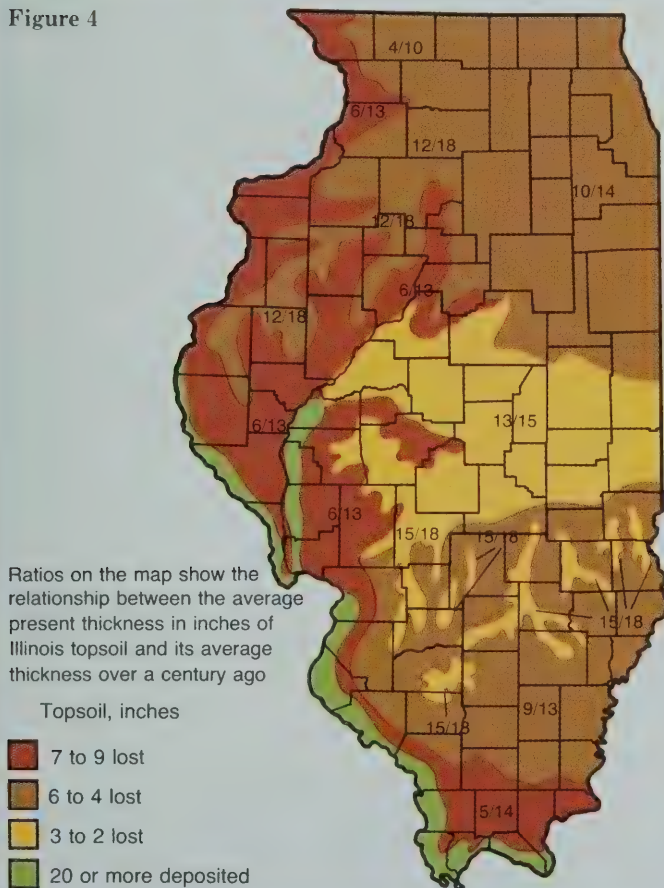 Figure 4
4/10
6/13
12/18
10/14
12/18
6/13
12/18
13/15
6/13
6/13
15/18
15/18
15/18
9/13
15/18
5/14
Ratios on the map show the
relationship between the average
present thickness in inches of
Illinois topsoil and its average
thickness over a century ago
Topsoil, inches
7 to 9 lost
6 to 4 lost
3 to 2 lost
20 or more deposited